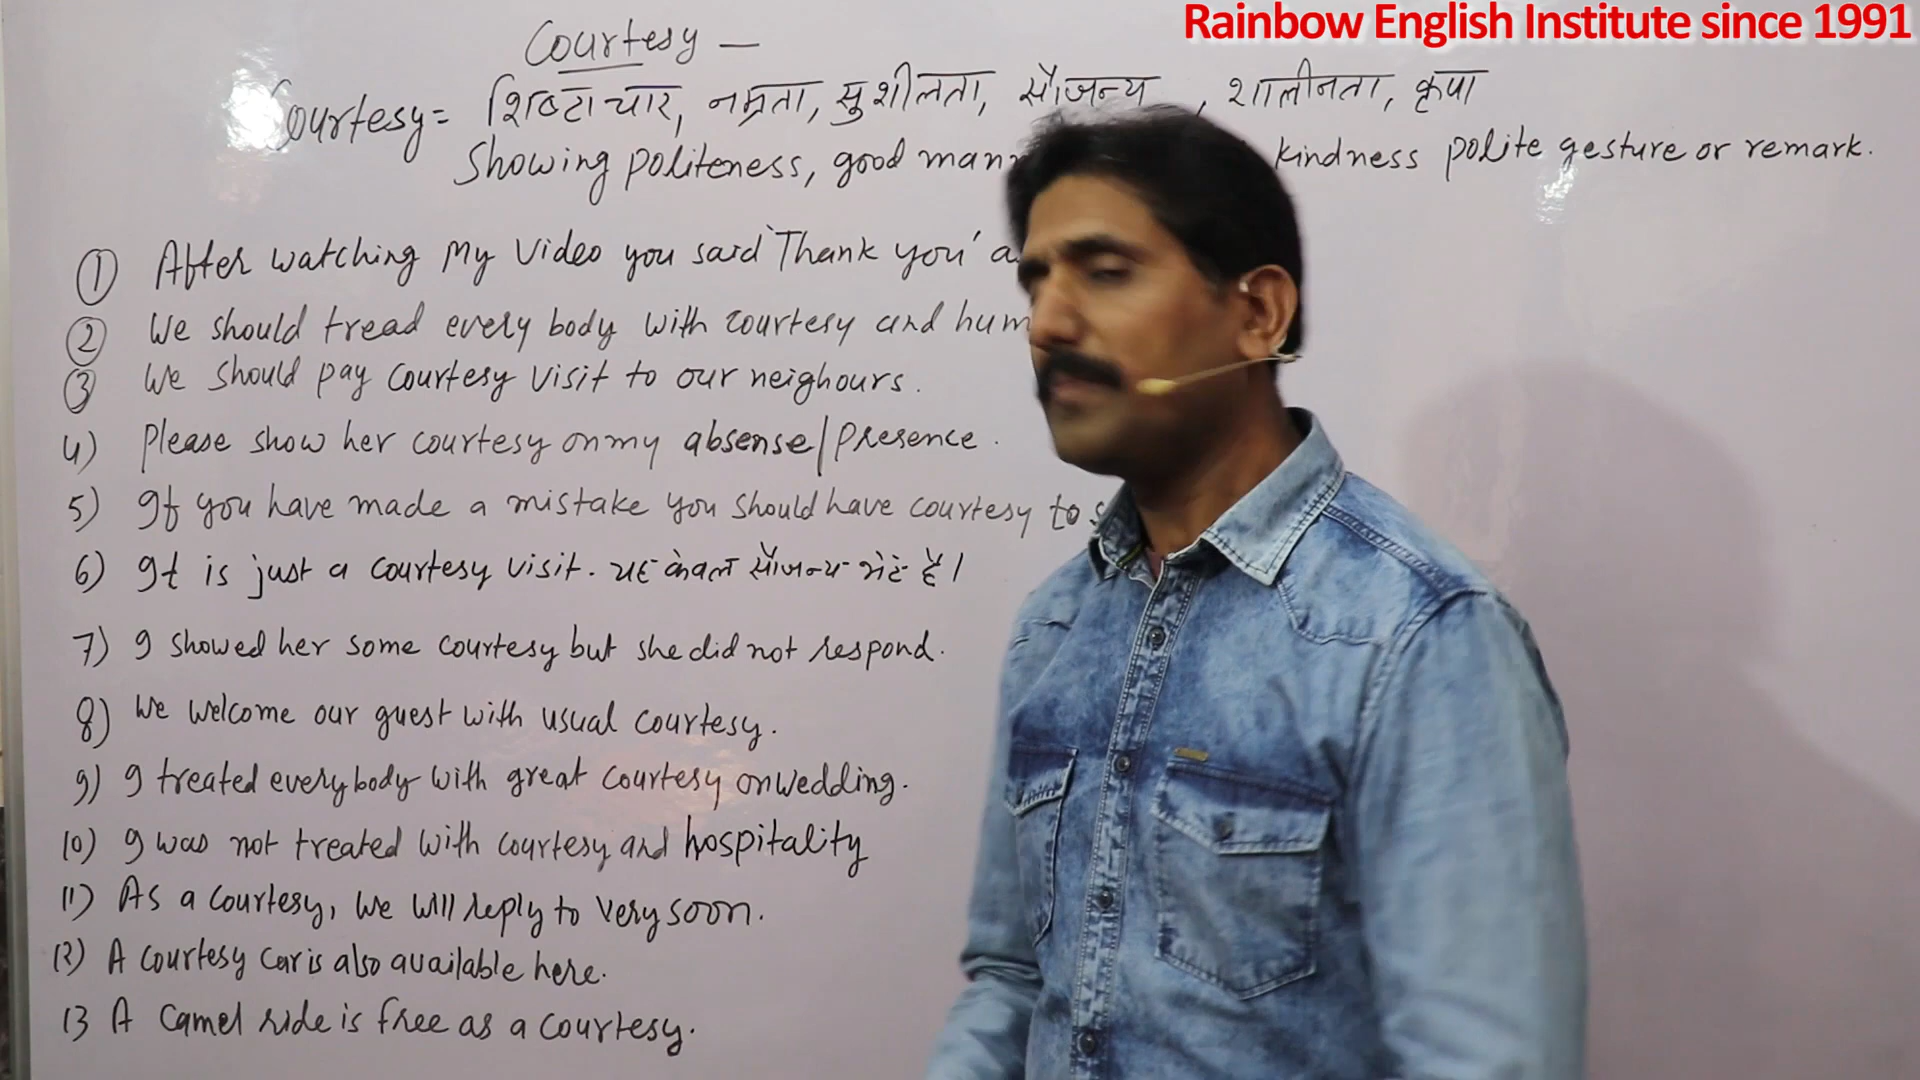 Rainbow English Institute since 1991
Courtesy —
Courtesy = शिष्टाचार, नम्रता, सुशीलता, सौजन्य, शालीनता, कृपा
Showing politeness, good kindness polite gesture or remark.
① After watching My Video you said 'Thank you'
② We should tread every body with courtesy and
③ We should pay courtesy visit to our neighours.
4) Please show her courtesy on my absense/presence.
5) If you have made a mistake you should have courtesy to
6) It is just a courtesy visit. यह केवल सौजन्य भेंट है।
7) I showed her some courtesy but she did not respond.
8) We welcome our guest with usual courtesy.
9) I treated everybody with great courtesy on wedding.
10) I was not treated with courtesy and hospitality
11) As a courtesy, we will reply to very soon.
12) A courtesy car is also available here.
13 A Camel ride is free as a courtesy.